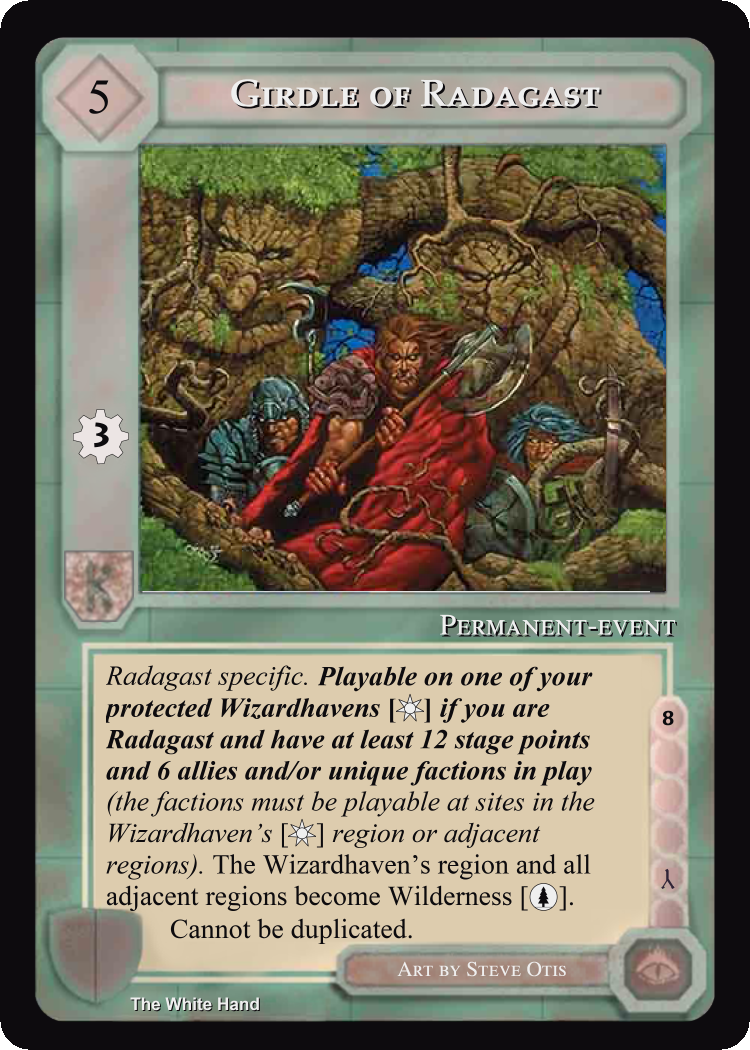 5
Girdle of Radagast
3
K
Permanent-event
Radagast specific. Playable on one of your
protected Wizardhavens [] if you are
Radagast and have at least 12 stage points
and 6 allies and/or unique factions in play
(the factions must be playable at sites in the
Wizardhaven's [] region or adjacent
regions). The Wizardhaven's region and all
adjacent regions become Wilderness [].
Cannot be duplicated.
8
Art by Steve Otis
The White Hand